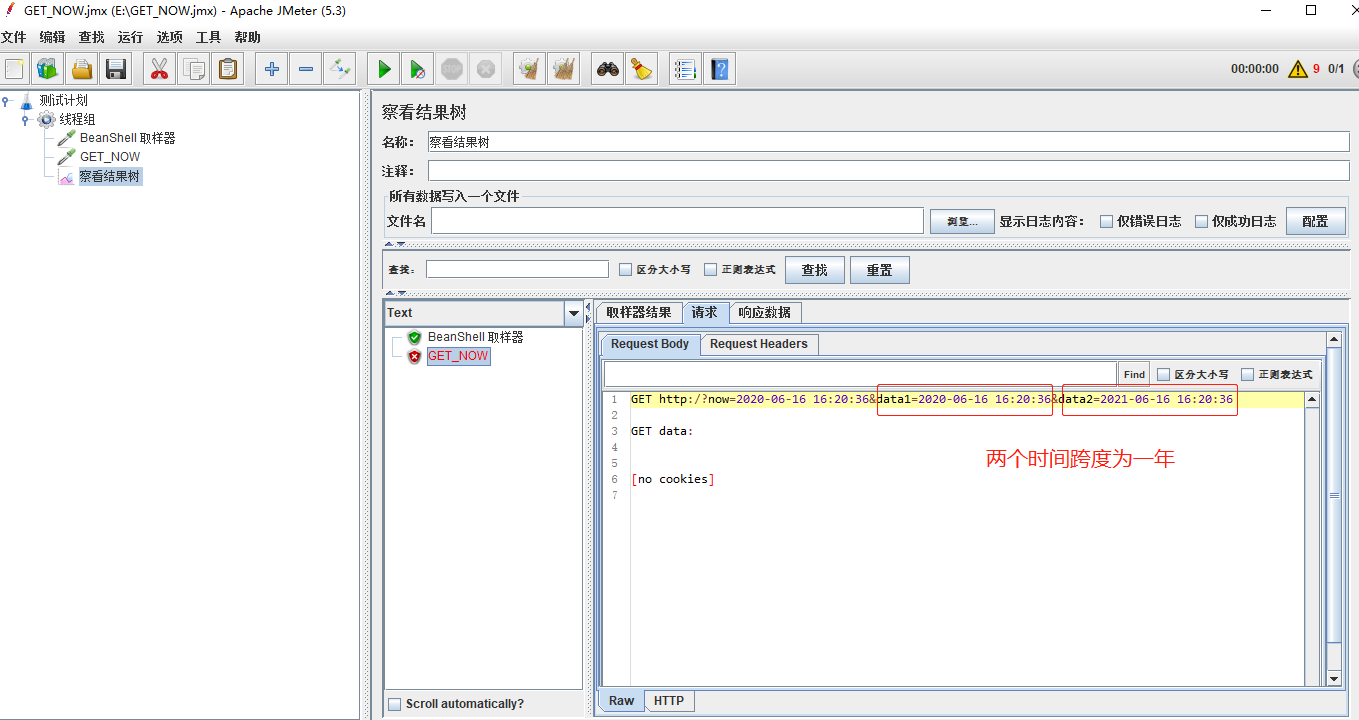 GET_NOW.jmx (E:\GET_NOW.jmx) - Apache JMeter (5.3)
文件 编辑 查找 运行 选项 工具 帮助
STOP
00:00:00 9 0/1
测试计划
线程组
BeanShell 取样器
GET_NOW
察看结果树
察看结果树
名称： 察看结果树
注释：
所有数据写入一个文件
文件名 浏览... 显示日志内容： 仅错误日志 仅成功日志 配置
查找： 区分大小写 正则表达式 查找 重置
Text
BeanShell 取样器
GET_NOW
Scroll automatically?
取样器结果 请求 响应数据
Request Body Request Headers
Find 区分大小写 正则表达式
1 GET http:/?now=2020-06-16 16:20:36&data1=2020-06-16 16:20:36&data2=2021-06-16 16:20:36
2
3 GET data:
4
5
6 [no cookies]
7
两个时间跨度为一年
Raw HTTP